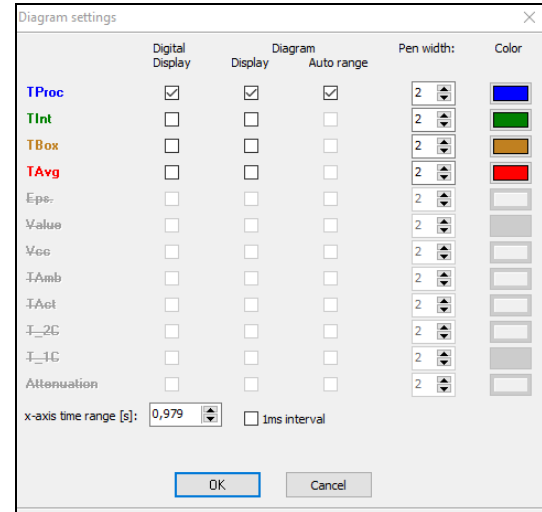 Diagram settings
Digital Display Diagram Pen width: Color
Display Auto range
TProc 2
TInt 2
TBox 2
TAvg 2
Eps. 2
Value 2
Vcc 2
TAmb 2
TAct 2
T_2C 2
T_1C 2
Attenuation 2
x-axis time range [s]: 0,979 1ms interval
OK Cancel